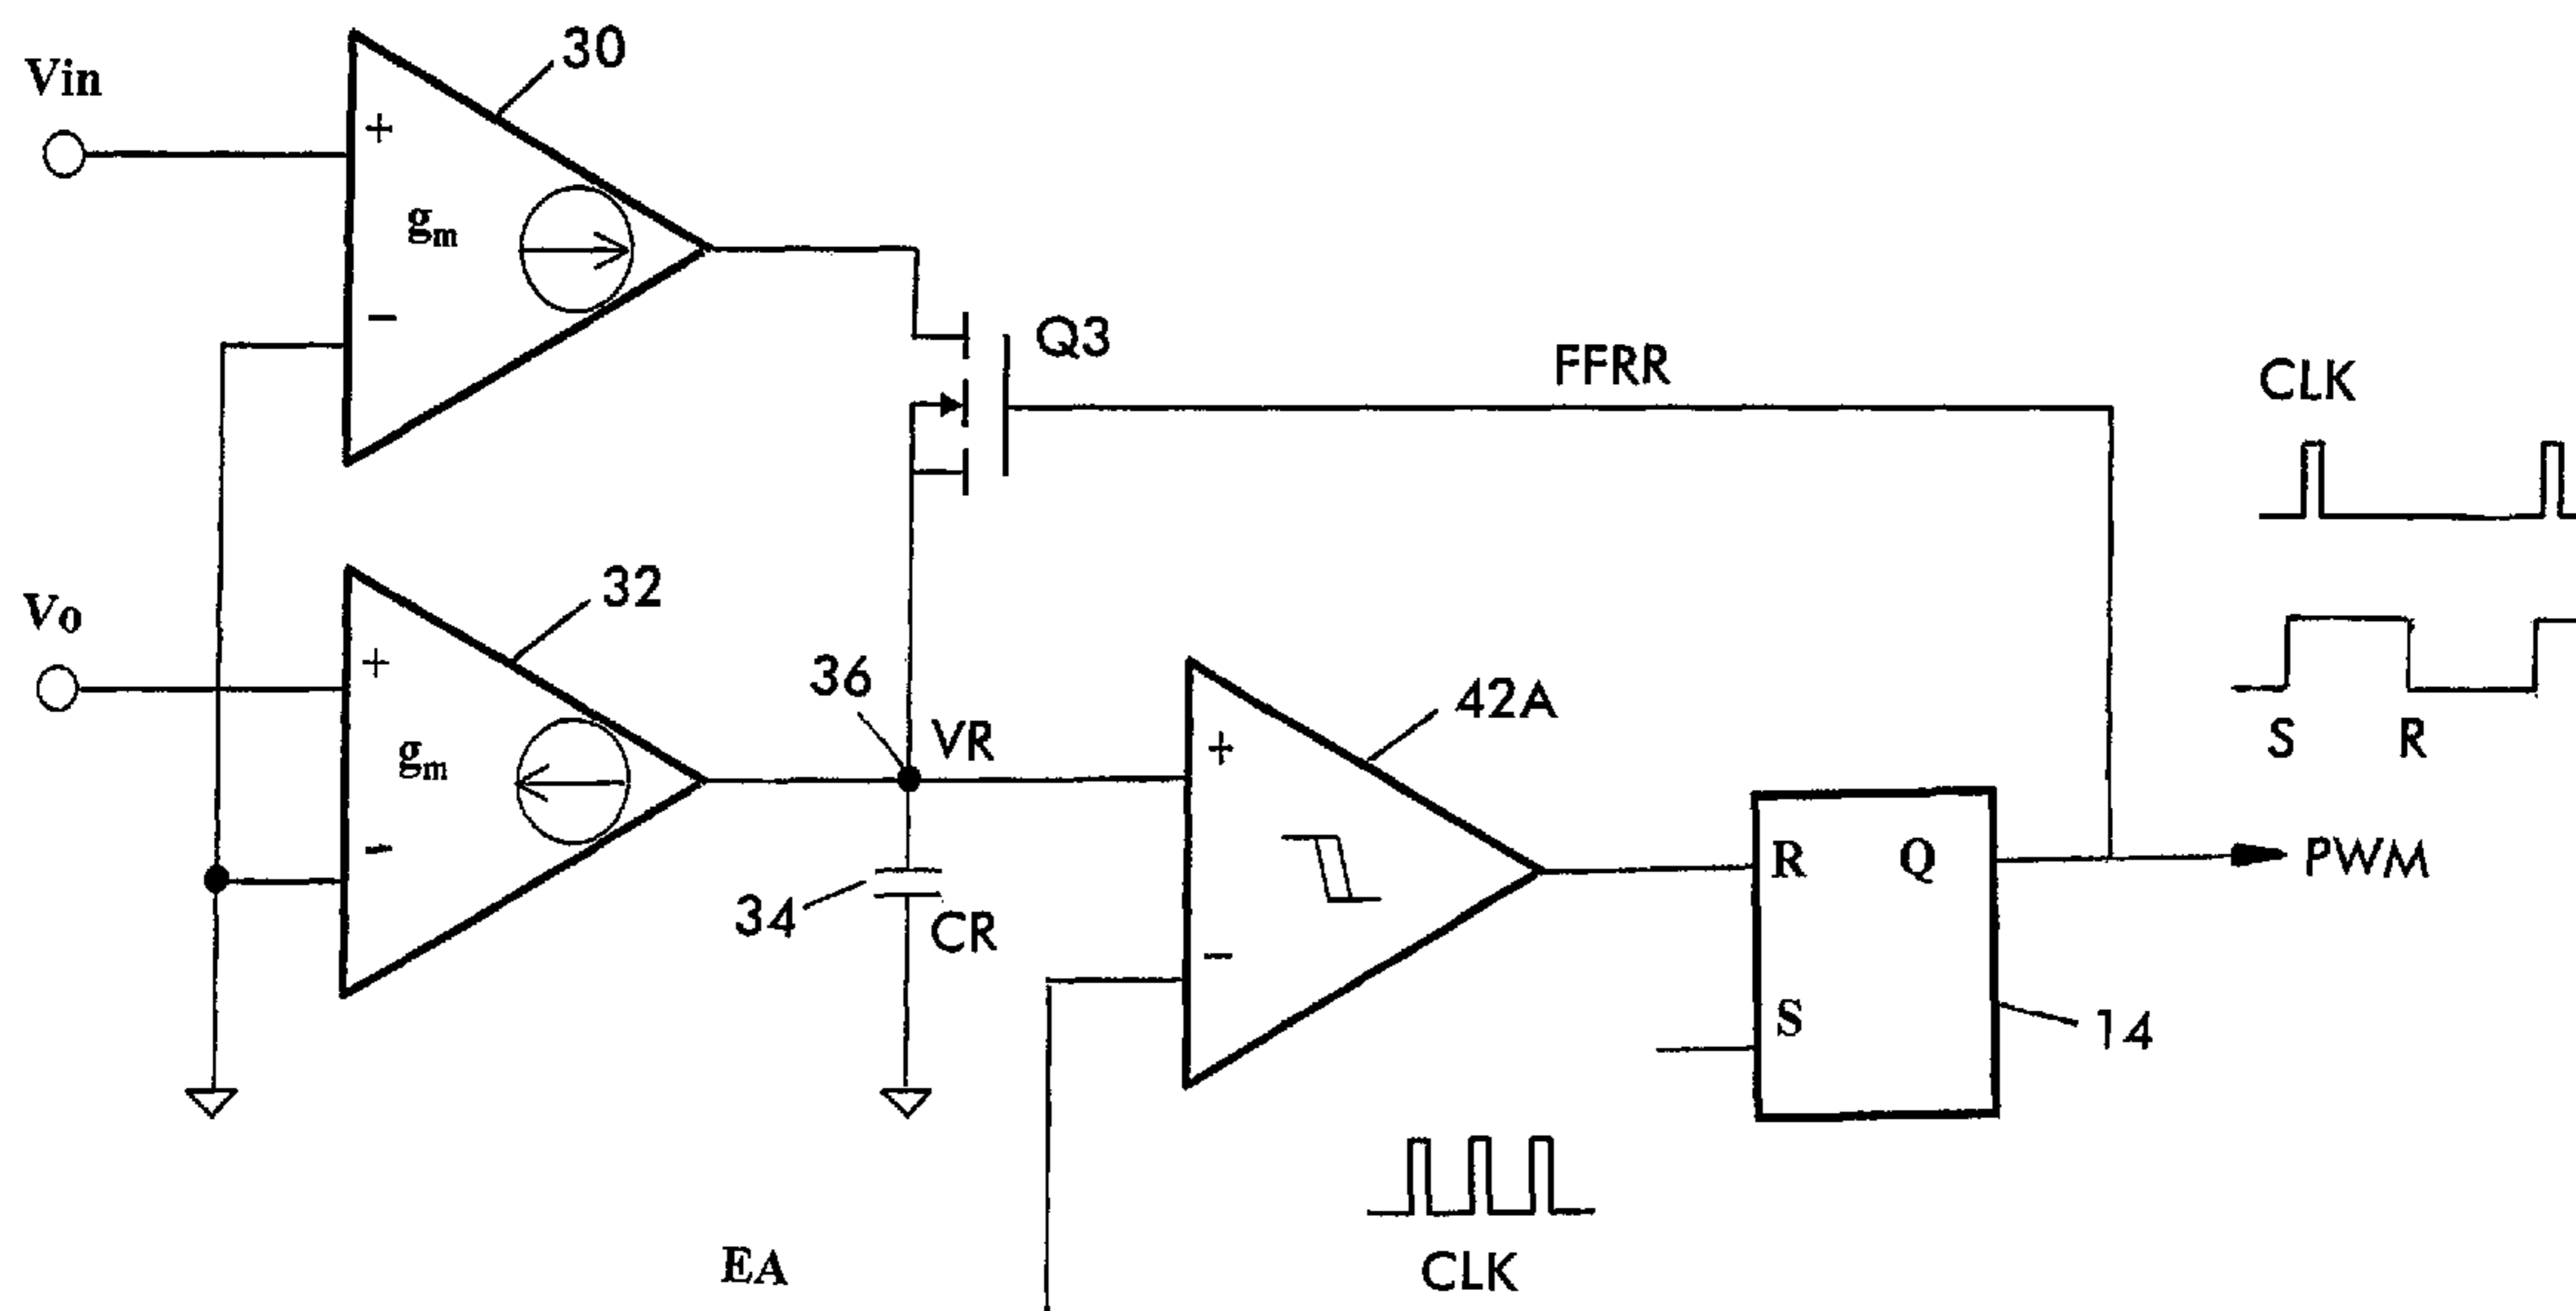 30
Vin
+
gm
−
Q3
FFRR
CLK
32
Vo
+
gm
−
36
VR
42A
+
−
S R
R Q
S
PWM
34
CR
14
EA
CLK